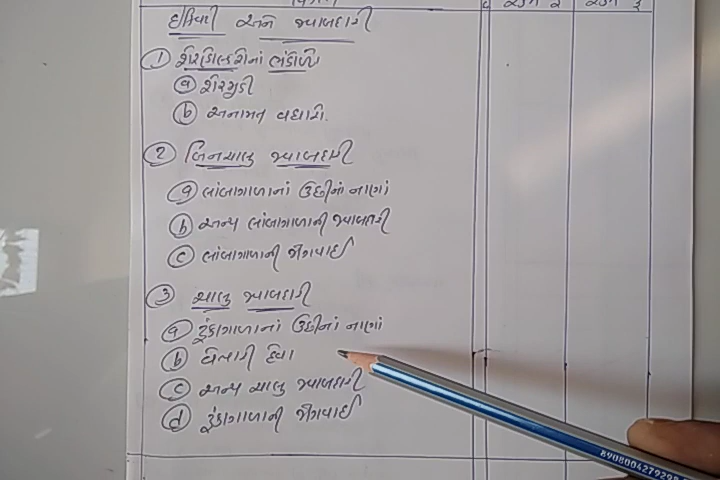 ઇક્વિટી અને જવાબદારી
① શેરહોલ્ડરોનાં ભંડોળો
ⓐ શેરમુડી
ⓑ અનામત વધારો.
② બિનચાલુ જવાબદારી
ⓐ લાંબાગાળાનાં ઉછીનાં નાણાં
ⓑ અન્ય લાંબાગાળાની જવાબદારી
ⓒ લાંબાગાળાની જોગવાઈ
③ ચાલુ જવાબદારી
ⓐ ટૂંકાગાળાનાં ઉછીનાં નાણાં
ⓑ વેપારી દેવા
ⓒ અન્ય ચાલુ જવાબદારી
ⓓ ટૂંકાગાળાની જોગવાઈ
8908004279299